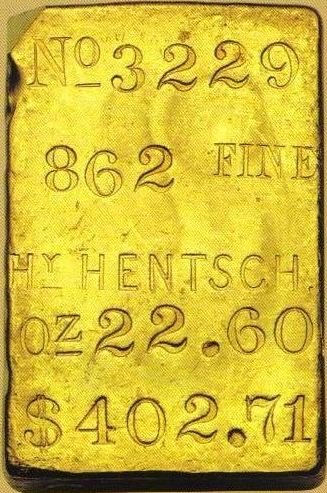 No 3229
862 FINE
HY HENTSCH.
OZ 22.60
$402.71